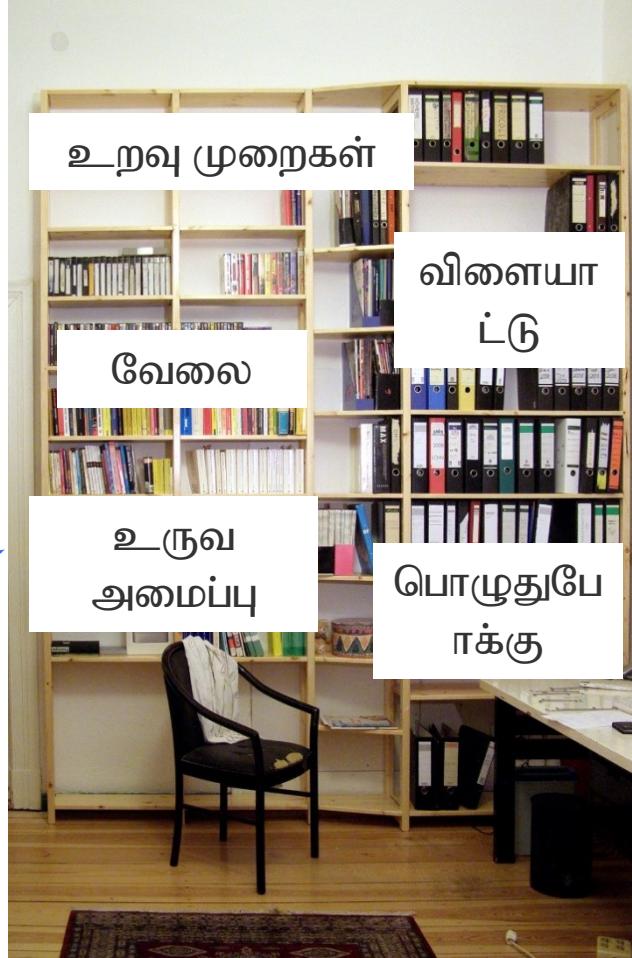 உறவு முறைகள்
விளையா
ட்டு
வேலை
உருவ
அமைப்பு
பொழுதுபே
ாக்கு